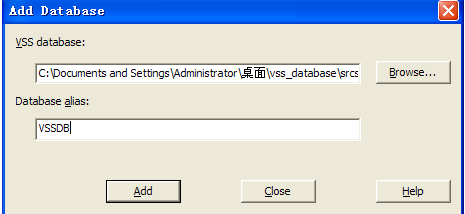 Add Database
VSS database:
C:\Documents and Settings\Administrator\桌面\vss_database\srcs
Browse...
Database alias:
VSSDB
Add
Close
Help